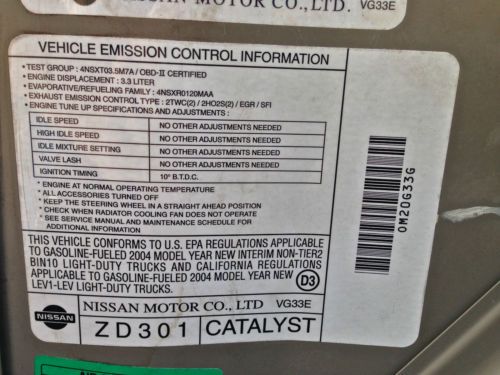 NISSAN MOTOR CO., LTD. VG33E
VEHICLE EMISSION CONTROL INFORMATION
• TEST GROUP : 4NSXT03.5M7A / OBD-II CERTIFIED
• ENGINE DISPLACEMENT : 3.3 LITER
• EVAPORATIVE/REFUELING FAMILY : 4NSXR0120MAA
• EXHAUST EMISSION CONTROL TYPE : 2TWC(2) / 2HO2S(2) / EGR / SFI
• ENGINE TUNE UP SPECIFICATIONS AND ADJUSTMENTS :
IDLE SPEED NO OTHER ADJUSTMENTS NEEDED
HIGH IDLE SPEED NO OTHER ADJUSTMENTS NEEDED
IDLE MIXTURE SETTING NO OTHER ADJUSTMENTS NEEDED
VALVE LASH NO OTHER ADJUSTMENTS NEEDED
IGNITION TIMING 10° B.T.D.C.
* ENGINE AT NORMAL OPERATING TEMPERATURE
* ALL ACCESSORIES TURNED OFF
* KEEP THE STEERING WHEEL IN A STRAIGHT AHEAD POSITION
* CHECK WHEN RADIATOR COOLING FAN DOES NOT OPERATE
* SEE SERVICE MANUAL AND MAINTENANCE SCHEDULE FOR
ADDITIONAL INFORMATION
THIS VEHICLE CONFORMS TO U.S. EPA REGULATIONS APPLICABLE
TO GASOLINE-FUELED 2004 MODEL YEAR NEW INTERIM NON-TIER2
BIN10 LIGHT-DUTY TRUCKS AND CALIFORNIA REGULATIONS
APPLICABLE TO GASOLINE-FUELED 2004 MODEL YEAR NEW
LEV1-LEV LIGHT-DUTY TRUCKS.
D3
0M20G33G
NISSAN
NISSAN MOTOR CO., LTD VG33E
ZD301 CATALYST